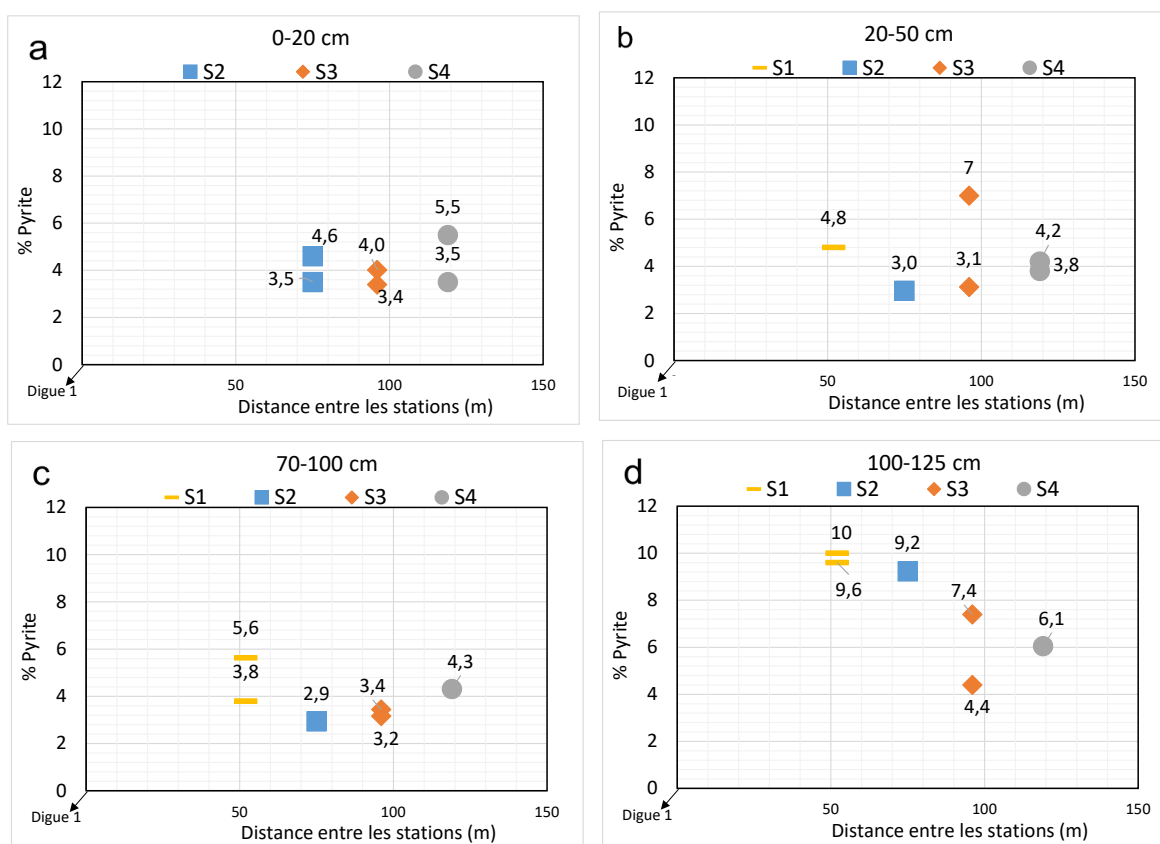 a
0-20 cm
S2 S3 S4
12
10
8
6
4
2
0
% Pyrite
4,6
3,5
4,0
3,4
5,5
3,5
50 100 150
Digue 1
Distance entre les stations (m)
b
20-50 cm
S1 S2 S3 S4
12
10
8
6
4
2
0
% Pyrite
4,8
3,0
7
3,1
4,2
3,8
50 100 150
Digue 1
Distance entre les stations (m)
c
70-100 cm
S1 S2 S3 S4
12
10
8
6
4
2
0
% Pyrite
5,6
3,8
2,9
3,4
3,2
4,3
50 100 150
Digue 1
Distance entre les stations (m)
d
100-125 cm
S1 S2 S3 S4
12
10
8
6
4
2
0
% Pyrite
10
9,6
9,2
7,4
4,4
6,1
50 100 150
Digue 1
Distance entre les stations (m)